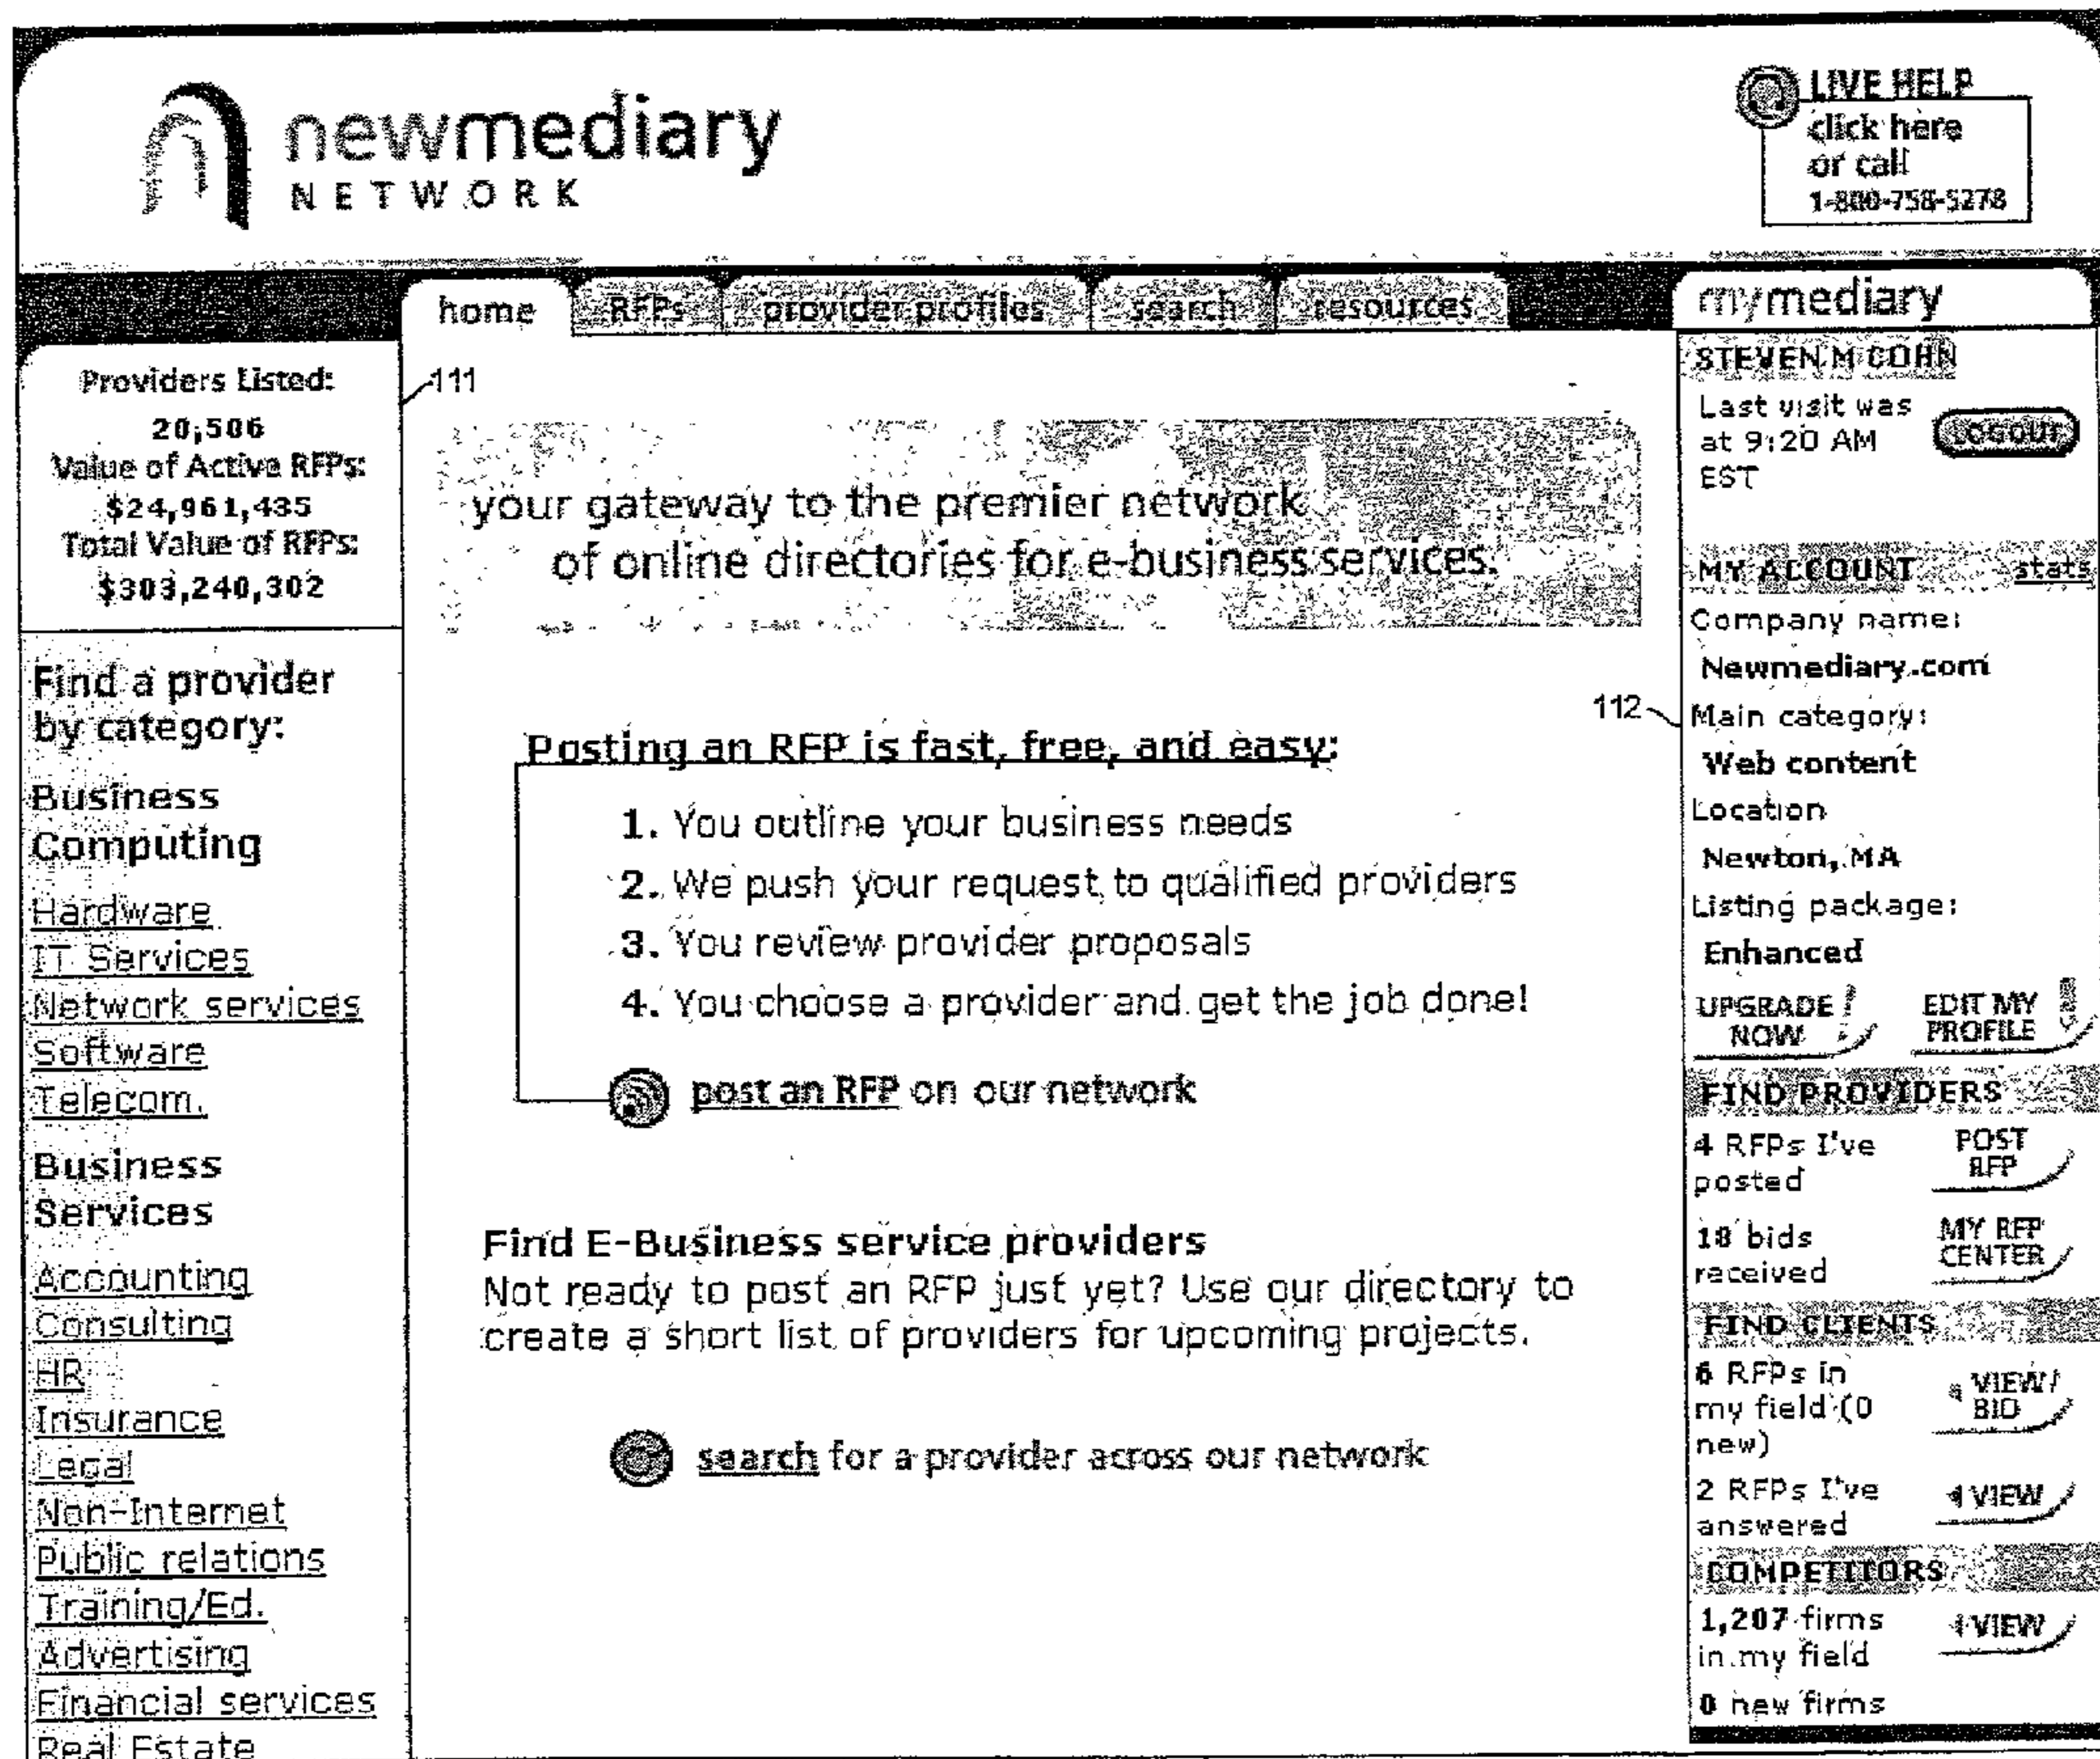 newmediary
NETWORK
LIVE HELP
click here
or call
1-800-758-5278
home RFPs provider profiles search resources
mymediary
Providers Listed:
20,506
Value of Active RFPs:
$24,961,435
Total Value of RFPs:
$303,240,302
Find a provider
by category:
Business
Computing
Hardware
IT Services
Network services
Software
Telecom.
Business
Services
Accounting
Consulting
HR
Insurance
Legal
Non-Internet
Public relations
Training/Ed.
Advertising
Financial services
Real Estate
111
your gateway to the premier network
of online directories for e-business services.
Posting an RFP is fast, free, and easy:
1. You outline your business needs
2. We push your request to qualified providers
3. You review provider proposals
4. You choose a provider and get the job done!
post an RFP on our network
Find E-Business service providers
Not ready to post an RFP just yet? Use our directory to
create a short list of providers for upcoming projects.
search for a provider across our network
112
STEVEN M COHN
Last visit was
at 9:20 AM
EST
LOGOUT
MY ACCOUNT stats
Company name:
Newmediary.com
Main category:
Web content
Location
Newton, MA
Listing package:
Enhanced
UPGRADE
NOW
EDIT MY
PROFILE
FIND PROVIDERS
4 RFPs I've
posted
POST
RFP
18 bids
received
MY RFP
CENTER
FIND CLIENTS
6 RFPs in
my field (0
new)
VIEW/
BID
2 RFPs I've
answered
VIEW
COMPETITORS
1,207 firms
in my field
VIEW
0 new firms